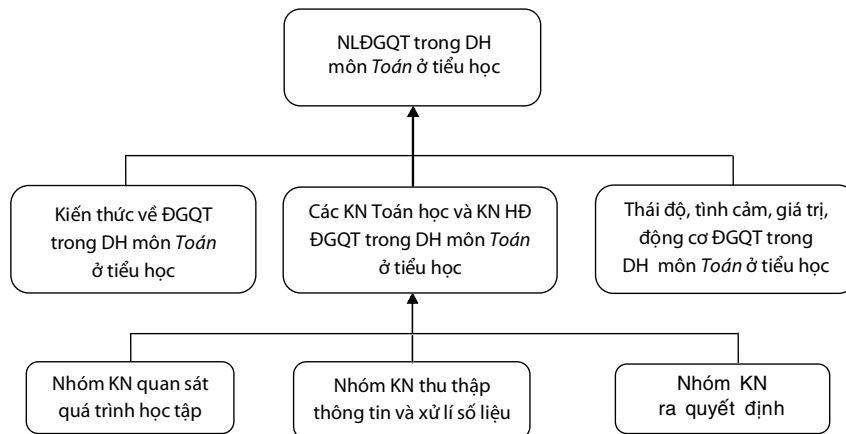 NLĐGQT trong DH
môn Toán ở tiểu học
Kiến thức về ĐGQT
trong DH môn Toán
ở tiểu học
Các KN Toán học và KN HĐ
ĐGQT trong DH môn Toán
ở tiểu học
Thái độ, tình cảm, giá trị,
động cơ ĐGQT trong
DH môn Toán ở tiểu học
Nhóm KN quan sát
quá trình học tập
Nhóm KN thu thập
thông tin và xử lí số liệu
Nhóm KN
ra quyết định